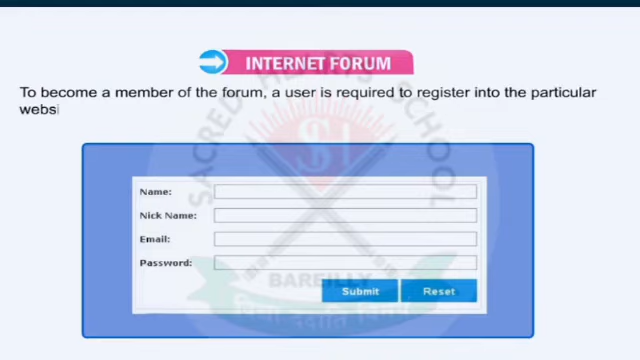 INTERNET FORUM
To become a member of the forum, a user is required to register into the particular
websi
Name:
Nick Name:
Email:
Password:
Submit Reset
SACRED HEARTS SCHOOL
BAREILLY